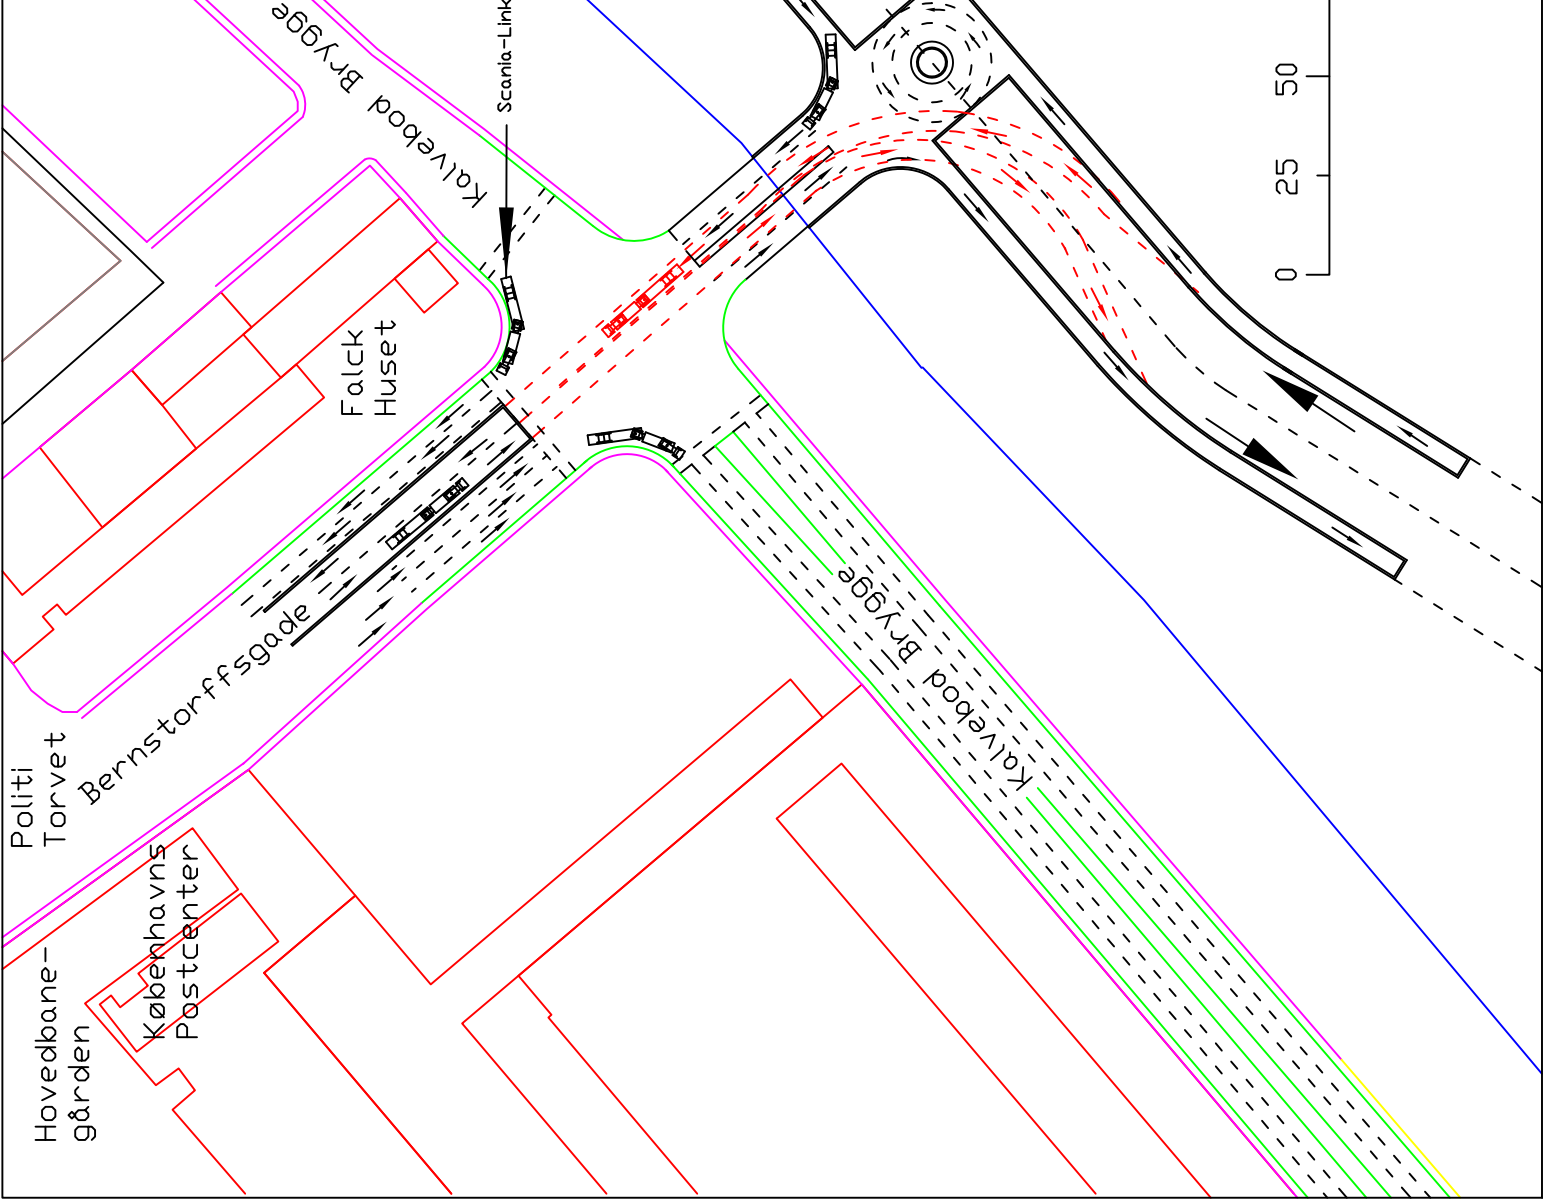 Hovedbane-
gården
Københavns
Postcenter
Politi
Torvet
Bernstorffsgade
Falck
Huset
Kalvebod Brygge
Scania-Link
Kalvebod Brygge
0 25 50